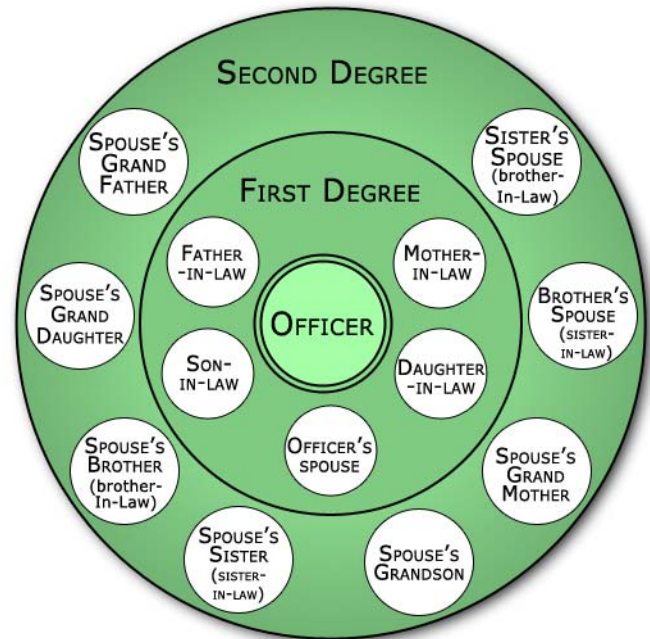 SECOND DEGREE
SPOUSE'S
GRAND
FATHER
SISTER'S
SPOUSE
(brother-
In-Law)
FIRST DEGREE
FATHER
-IN-LAW
MOTHER-
IN-LAW
SPOUSE'S
GRAND
DAUGHTER
OFFICER
BROTHER'S
SPOUSE
(SISTER-
IN-LAW)
SON-
IN-LAW
DAUGHTER
-IN-LAW
OFFICER'S
SPOUSE
SPOUSE'S
BROTHER
(brother-
In-Law)
SPOUSE'S
GRAND
MOTHER
SPOUSE'S
SISTER
(SISTER-
IN-LAW)
SPOUSE'S
GRANDSON